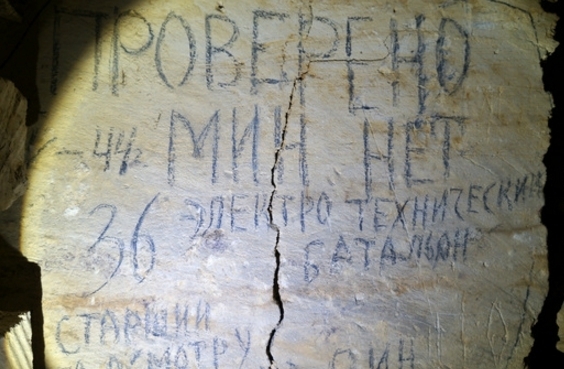 ПРОВЕРЕНО
МИН НЕТ
36 ЭЛЕКТРО ТЕХНИЧЕСКИЙ
БАТАЛЬОН
СТАРШИЙ